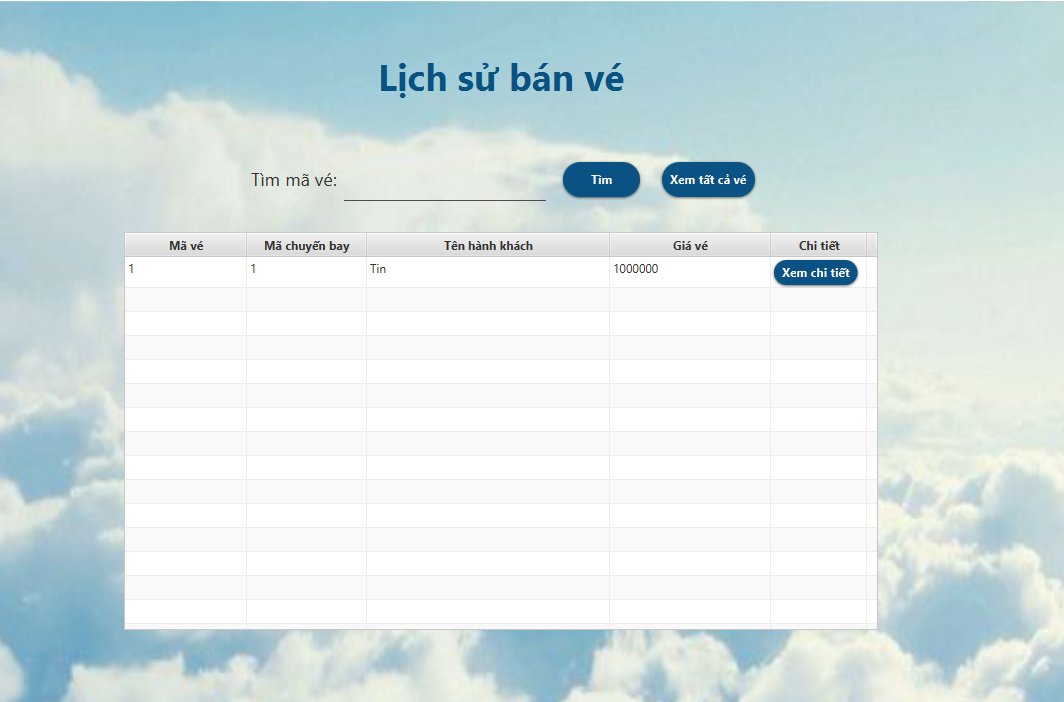 Lịch sử bán vé
Tìm mã vé: Tìm Xem tất cả vé
Mã vé Mã chuyến bay Tên hành khách Giá vé Chi tiết
1 1 Tin 1000000 Xem chi tiết